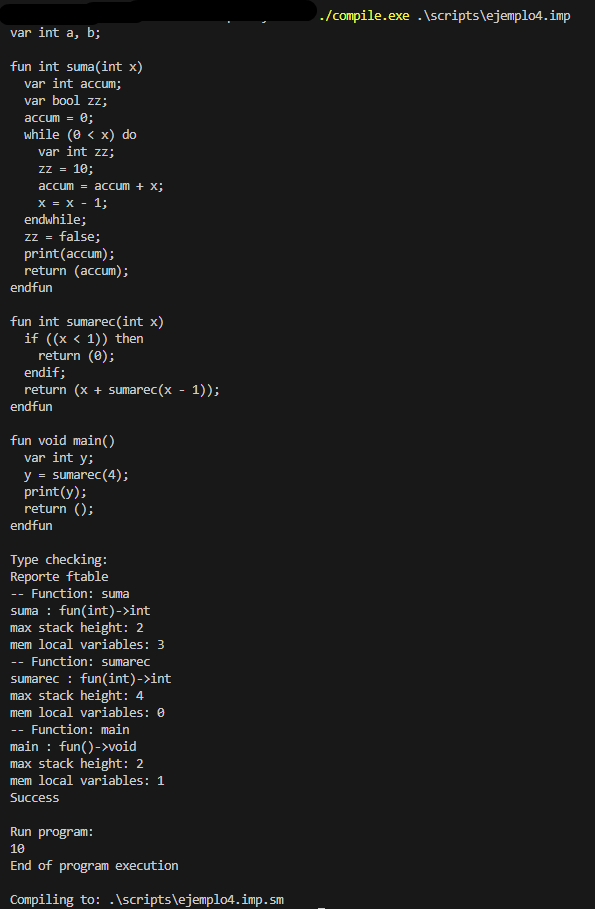 ./compile.exe .\scripts\ejemplo4.imp
var int a, b;

fun int suma(int x)
  var int accum;
  var bool zz;
  accum = 0;
  while (0 < x) do
    var int zz;
    zz = 10;
    accum = accum + x;
    x = x - 1;
  endwhile;
  zz = false;
  print(accum);
  return (accum);
endfun

fun int sumarec(int x)
  if ((x < 1)) then
    return (0);
  endif;
  return (x + sumarec(x - 1));
endfun

fun void main()
  var int y;
  y = sumarec(4);
  print(y);
  return ();
endfun

Type checking:
Reporte ftable
-- Function: suma
suma : fun(int)->int
max stack height: 2
mem local variables: 3
-- Function: sumarec
sumarec : fun(int)->int
max stack height: 4
mem local variables: 0
-- Function: main
main : fun()->void
max stack height: 2
mem local variables: 1
Success

Run program:
10
End of program execution

Compiling to: .\scripts\ejemplo4.imp.sm